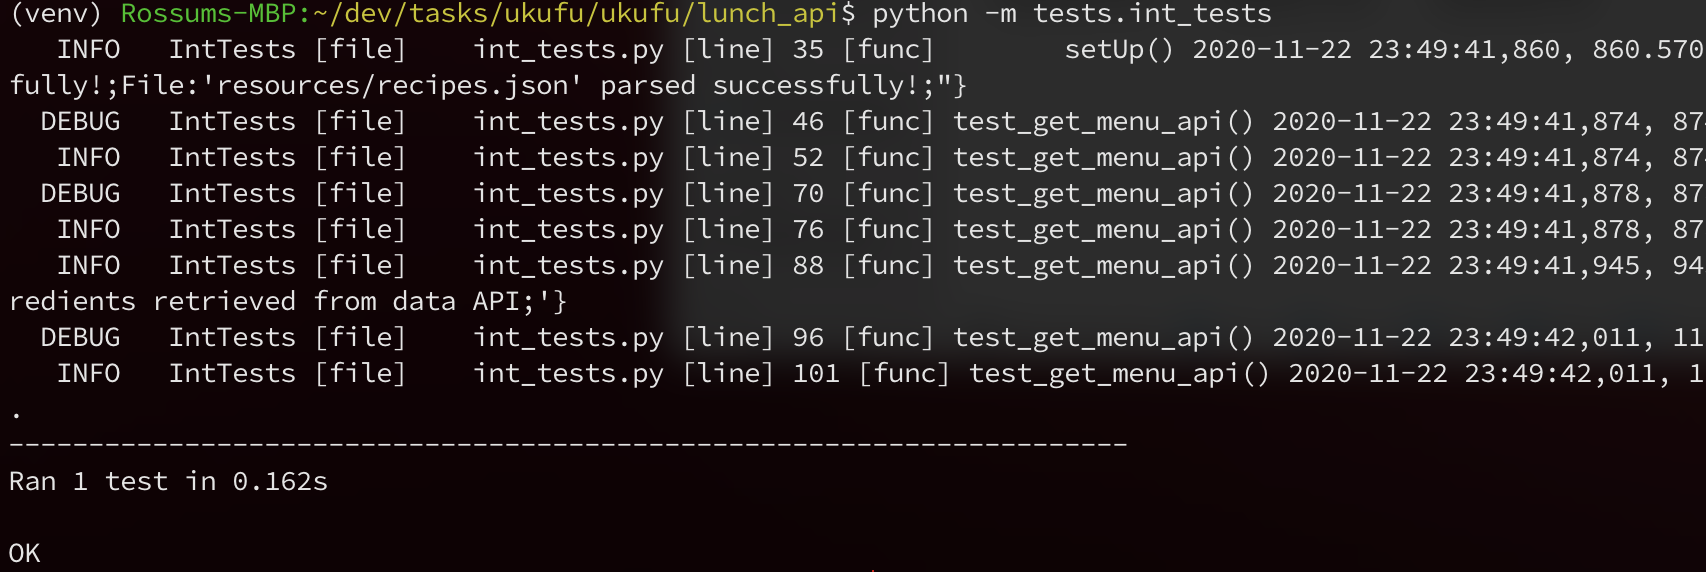 (venv) Rossums-MBP:~/dev/tasks/ukufu/ukufu/lunch_api$ python -m tests.int_tests
INFO IntTests [file] int_tests.py [line] 35 [func] setUp() 2020-11-22 23:49:41,860, 860.570
fully!;File:'resources/recipes.json' parsed successfully!;"}
DEBUG IntTests [file] int_tests.py [line] 46 [func] test_get_menu_api() 2020-11-22 23:49:41,874, 87
INFO IntTests [file] int_tests.py [line] 52 [func] test_get_menu_api() 2020-11-22 23:49:41,874, 87
DEBUG IntTests [file] int_tests.py [line] 70 [func] test_get_menu_api() 2020-11-22 23:49:41,878, 87
INFO IntTests [file] int_tests.py [line] 76 [func] test_get_menu_api() 2020-11-22 23:49:41,878, 87
INFO IntTests [file] int_tests.py [line] 88 [func] test_get_menu_api() 2020-11-22 23:49:41,945, 94
redients retrieved from data API;'}
DEBUG IntTests [file] int_tests.py [line] 96 [func] test_get_menu_api() 2020-11-22 23:49:42,011, 11
INFO IntTests [file] int_tests.py [line] 101 [func] test_get_menu_api() 2020-11-22 23:49:42,011, 1
.
----------------------------------------------------------------------
Ran 1 test in 0.162s
OK